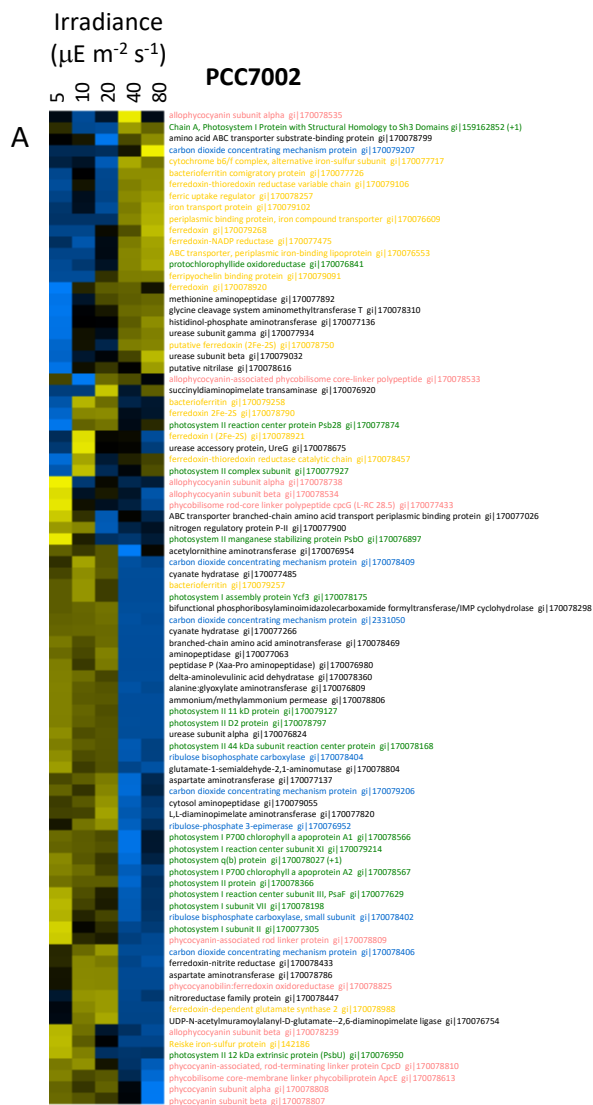 Irradiance
(µE m-2 s-1)
5 10 20 40 80
PCC7002
A
allophycocyanin subunit alpha gi|170078535
Chain A, Photosystem I Protein with Structural Homology to Sh3 Domains gi|159162852 (+1)
amino acid ABC transporter substrate-binding protein gi|170078799
carbon dioxide concentrating mechanism protein gi|170079207
cytochrome b6/f complex, alternative iron-sulfur subunit gi|170077717
bacterioferritin comigratory protein gi|170077726
ferredoxin-thioredoxin reductase variable chain gi|170079106
ferric uptake regulator gi|170078257
iron transport protein gi|170079102
periplasmic binding protein, iron compound transporter gi|170076609
ferredoxin gi|170079268
ferredoxin-NADP reductase gi|170077475
ABC transporter, periplasmic iron-binding lipoprotein gi|170076553
protochlorophyllide oxidoreductase gi|170076841
ferripyochelin binding protein gi|170079091
ferredoxin gi|170078920
methionine aminopeptidase gi|170077892
glycine cleavage system aminomethyltransferase T gi|170078310
histidinol-phosphate aminotransferase gi|170077136
urease subunit gamma gi|170077934
putative ferredoxin (2Fe-2S) gi|170078750
urease subunit beta gi|170079032
putative nitrilase gi|170078616
allophycocyanin-associated phycobilisome core-linker polypeptide gi|170078533
succinyldiaminopimelate transaminase gi|170076920
bacterioferritin gi|170079258
ferredoxin 2Fe-2S gi|170078790
photosystem II reaction center protein Psb28 gi|170077874
ferredoxin I (2Fe-2S) gi|170078921
urease accessory protein, UreG gi|170078675
ferredoxin-thioredoxin reductase catalytic chain gi|170078457
photosystem II complex subunit gi|170077927
allophycocyanin subunit alpha gi|170078738
allophycocyanin subunit beta gi|170078534
phycobilisome rod-core linker polypeptide cpcG (L-RC 28.5) gi|170077433
ABC transporter branched-chain amino acid transport periplasmic binding protein gi|170077026
nitrogen regulatory protein P-II gi|170077900
photosystem II manganese stabilizing protein PsbO gi|170076897
acetylornithine aminotransferase gi|170076954
carbon dioxide concentrating mechanism protein gi|170078409
cyanate hydratase gi|170077485
bacterioferritin gi|170079257
photosystem I assembly protein Ycf3 gi|170078175
bifunctional phosphoribosylaminoimidazolecarboxamide formyltransferase/IMP cyclohydrolase gi|170078298
carbon dioxide concentrating mechanism protein gi|2331050
cyanate hydratase gi|170077266
branched-chain amino acid aminotransferase gi|170078469
aminopeptidase gi|170077063
peptidase P (Xaa-Pro aminopeptidase) gi|170076980
delta-aminolevulinic acid dehydratase gi|170078360
alanine:glyoxylate aminotransferase gi|170076809
ammonium/methylammonium permease gi|170078806
photosystem II 11 kD protein gi|170079127
photosystem II D2 protein gi|170078797
urease subunit alpha gi|170076824
photosystem II 44 kDa subunit reaction center protein gi|170078168
ribulose bisophosphate carboxylase gi|170078404
glutamate-1-semialdehyde-2,1-aminomutase gi|170078804
aspartate aminotransferase gi|170077137
carbon dioxide concentrating mechanism protein gi|170079206
cytosol aminopeptidase gi|170079055
L,L-diaminopimelate aminotransferase gi|170077820
ribulose-phosphate 3-epimerase gi|170076952
photosystem I P700 chlorophyll a apoprotein A1 gi|170078566
photosystem I reaction center subunit XI gi|170079214
photosystem q(b) protein gi|170078027 (+1)
photosystem I P700 chlorophyll a apoprotein A2 gi|170078567
photosystem II protein gi|170078366
photosystem I reaction center subunit III, PsaF gi|170077629
photosystem I subunit VII gi|170078198
ribulose bisphosphate carboxylase, small subunit gi|170078402
photosystem I subunit II gi|170077305
phycocyanin-associated rod linker protein gi|170078809
carbon dioxide concentrating mechanism protein gi|170078406
ferredoxin-nitrite reductase gi|170078433
aspartate aminotransferase gi|170078786
phycocyanobilin:ferredoxin oxidoreductase gi|170078825
nitroreductase family protein gi|170078447
ferredoxin-dependent glutamate synthase 2 gi|170078988
UDP-N-acetylmuramoylalanyl-D-glutamate--2,6-diaminopimelate ligase gi|170076754
allophycocyanin subunit beta gi|170078239
Reiske iron-sulfur protein gi|142156
photosystem II 12 kDa extrinsic protein (PsbU) gi|170076950
phycocyanin-associated, rod-terminating linker protein CpcD gi|170078810
phycobilisome core-membrane linker phycobiliprotein ApcE gi|170078613
phycocyanin subunit alpha gi|170078808
phycocyanin subunit beta gi|170078807